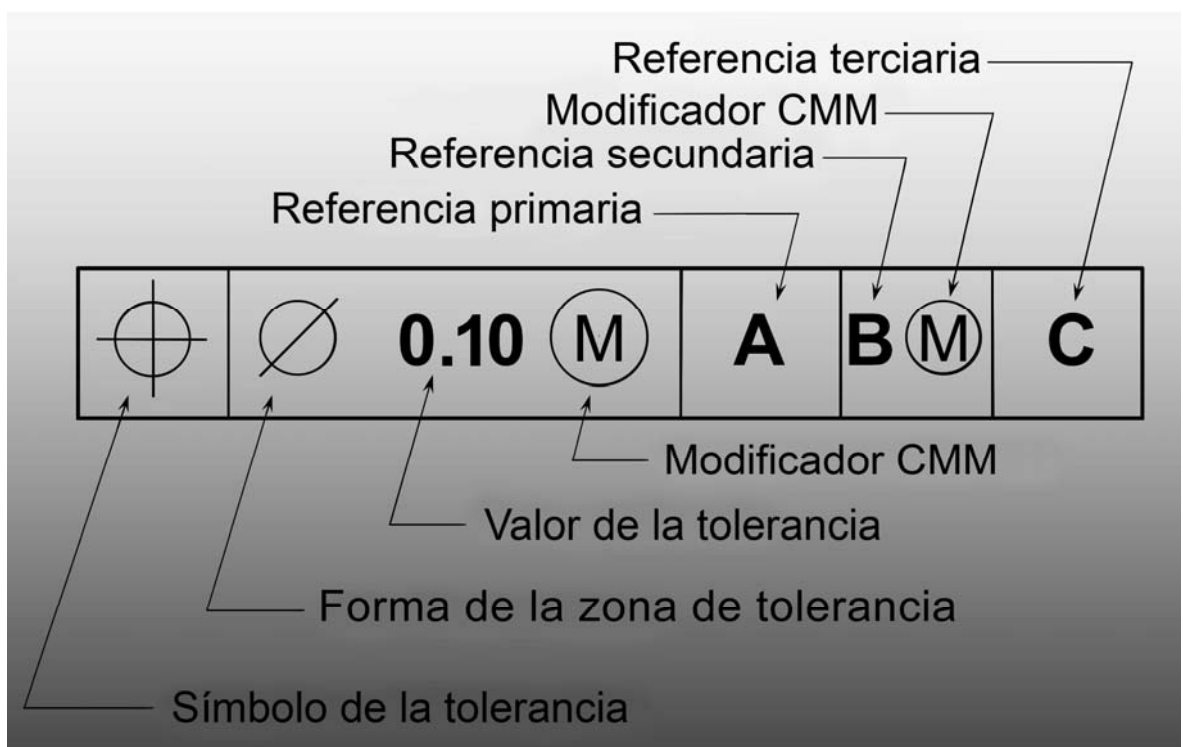 Referencia terciaria
Modificador CMM
Referencia secundaria
Referencia primaria
⌖ ⌀ 0.10 Ⓜ A B Ⓜ C
Modificador CMM
Valor de la tolerancia
Forma de la zona de tolerancia
Símbolo de la tolerancia